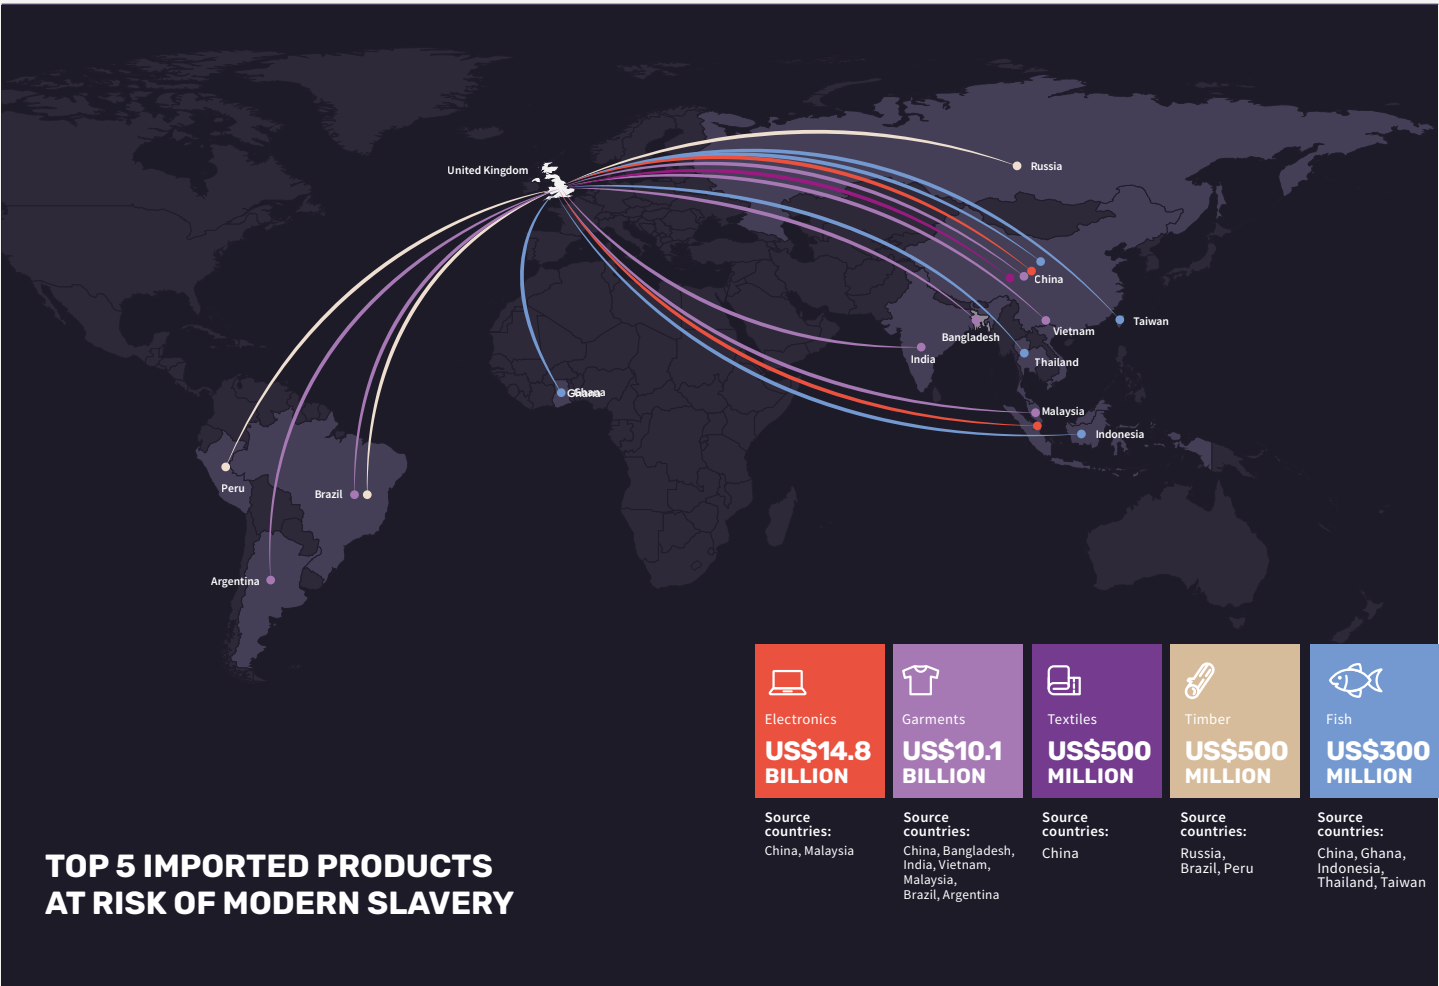 United Kingdom
Russia
China
Taiwan
Vietnam
Bangladesh
India
Thailand
Ghana
Ghana
Malaysia
Indonesia
Peru
Brazil
Argentina
Electronics
US$14.8
BILLION
Source
countries:
China, Malaysia
Garments
US$10.1
BILLION
Source
countries:
China, Bangladesh,
India, Vietnam,
Malaysia,
Brazil, Argentina
Textiles
US$500
MILLION
Source
countries:
China
Timber
US$500
MILLION
Source
countries:
Russia,
Brazil, Peru
Fish
US$300
MILLION
Source
countries:
China, Ghana,
Indonesia,
Thailand, Taiwan
TOP 5 IMPORTED PRODUCTS
AT RISK OF MODERN SLAVERY